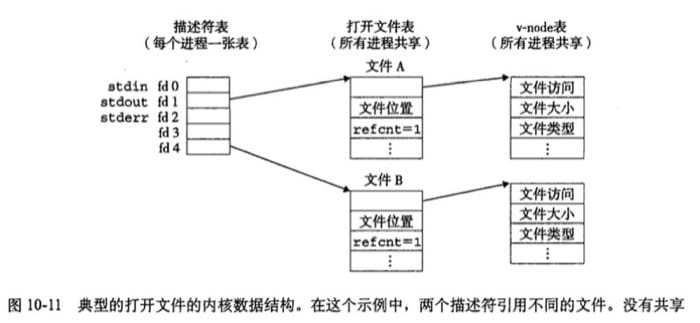 描述符表
（每个进程一张表）
打开文件表
（所有进程共享）
v-node表
（所有进程共享）
stdin fd 0
stdout fd 1
stderr fd 2
fd 3
fd 4
文件 A
文件位置
refcnt=1
⋮
文件访问
文件大小
文件类型
⋮
文件 B
文件位置
refcnt=1
⋮
文件访问
文件大小
文件类型
⋮
图 10-11 典型的打开文件的内核数据结构。在这个示例中，两个描述符引用不同的文件。没有共享